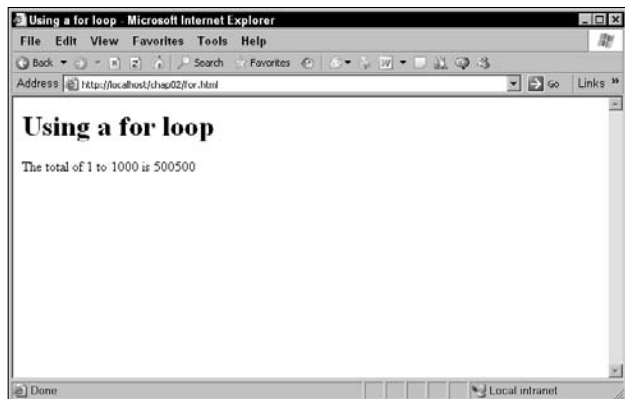 Using a for loop - Microsoft Internet Explorer
File Edit View Favorites Tools Help
Back Search Favorites
Address http://localhost/chap02/for.html Go Links »
Using a for loop
The total of 1 to 1000 is 500500
Done Local intranet